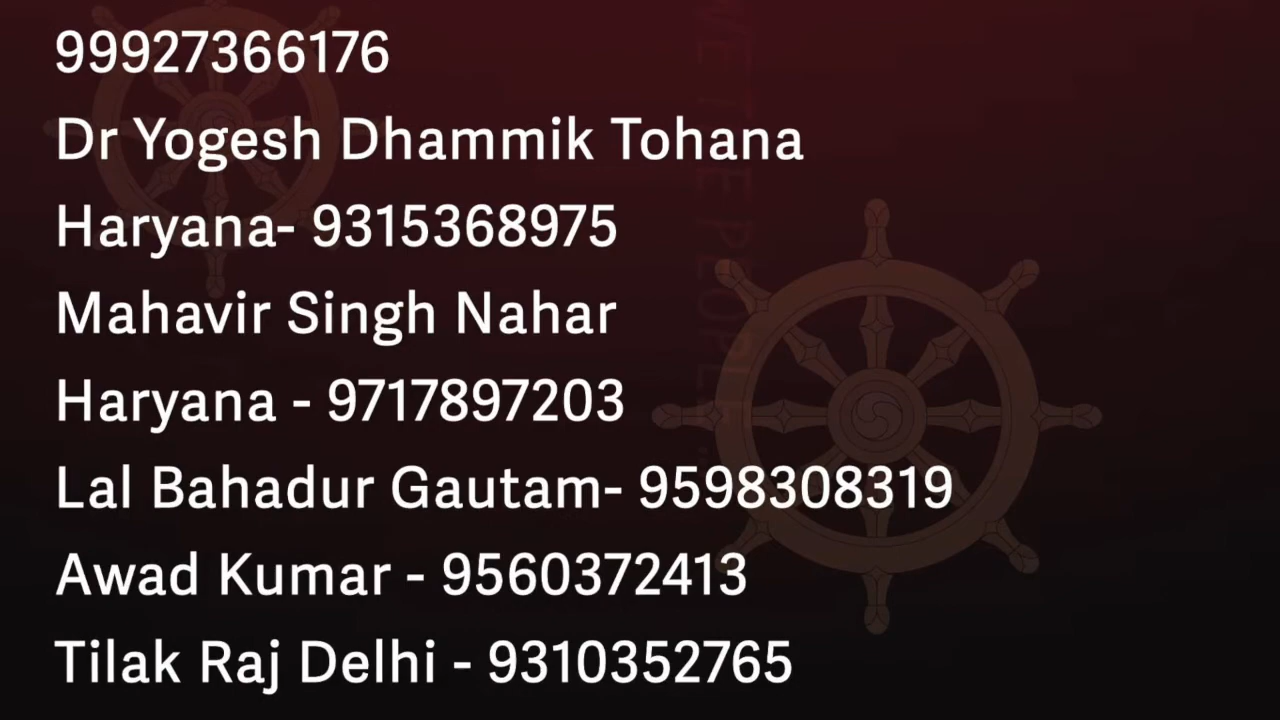 99927366176
Dr Yogesh Dhammik Tohana
Haryana- 9315368975
Mahavir Singh Nahar
Haryana - 9717897203
Lal Bahadur Gautam- 9598308319
Awad Kumar - 9560372413
Tilak Raj Delhi - 9310352765